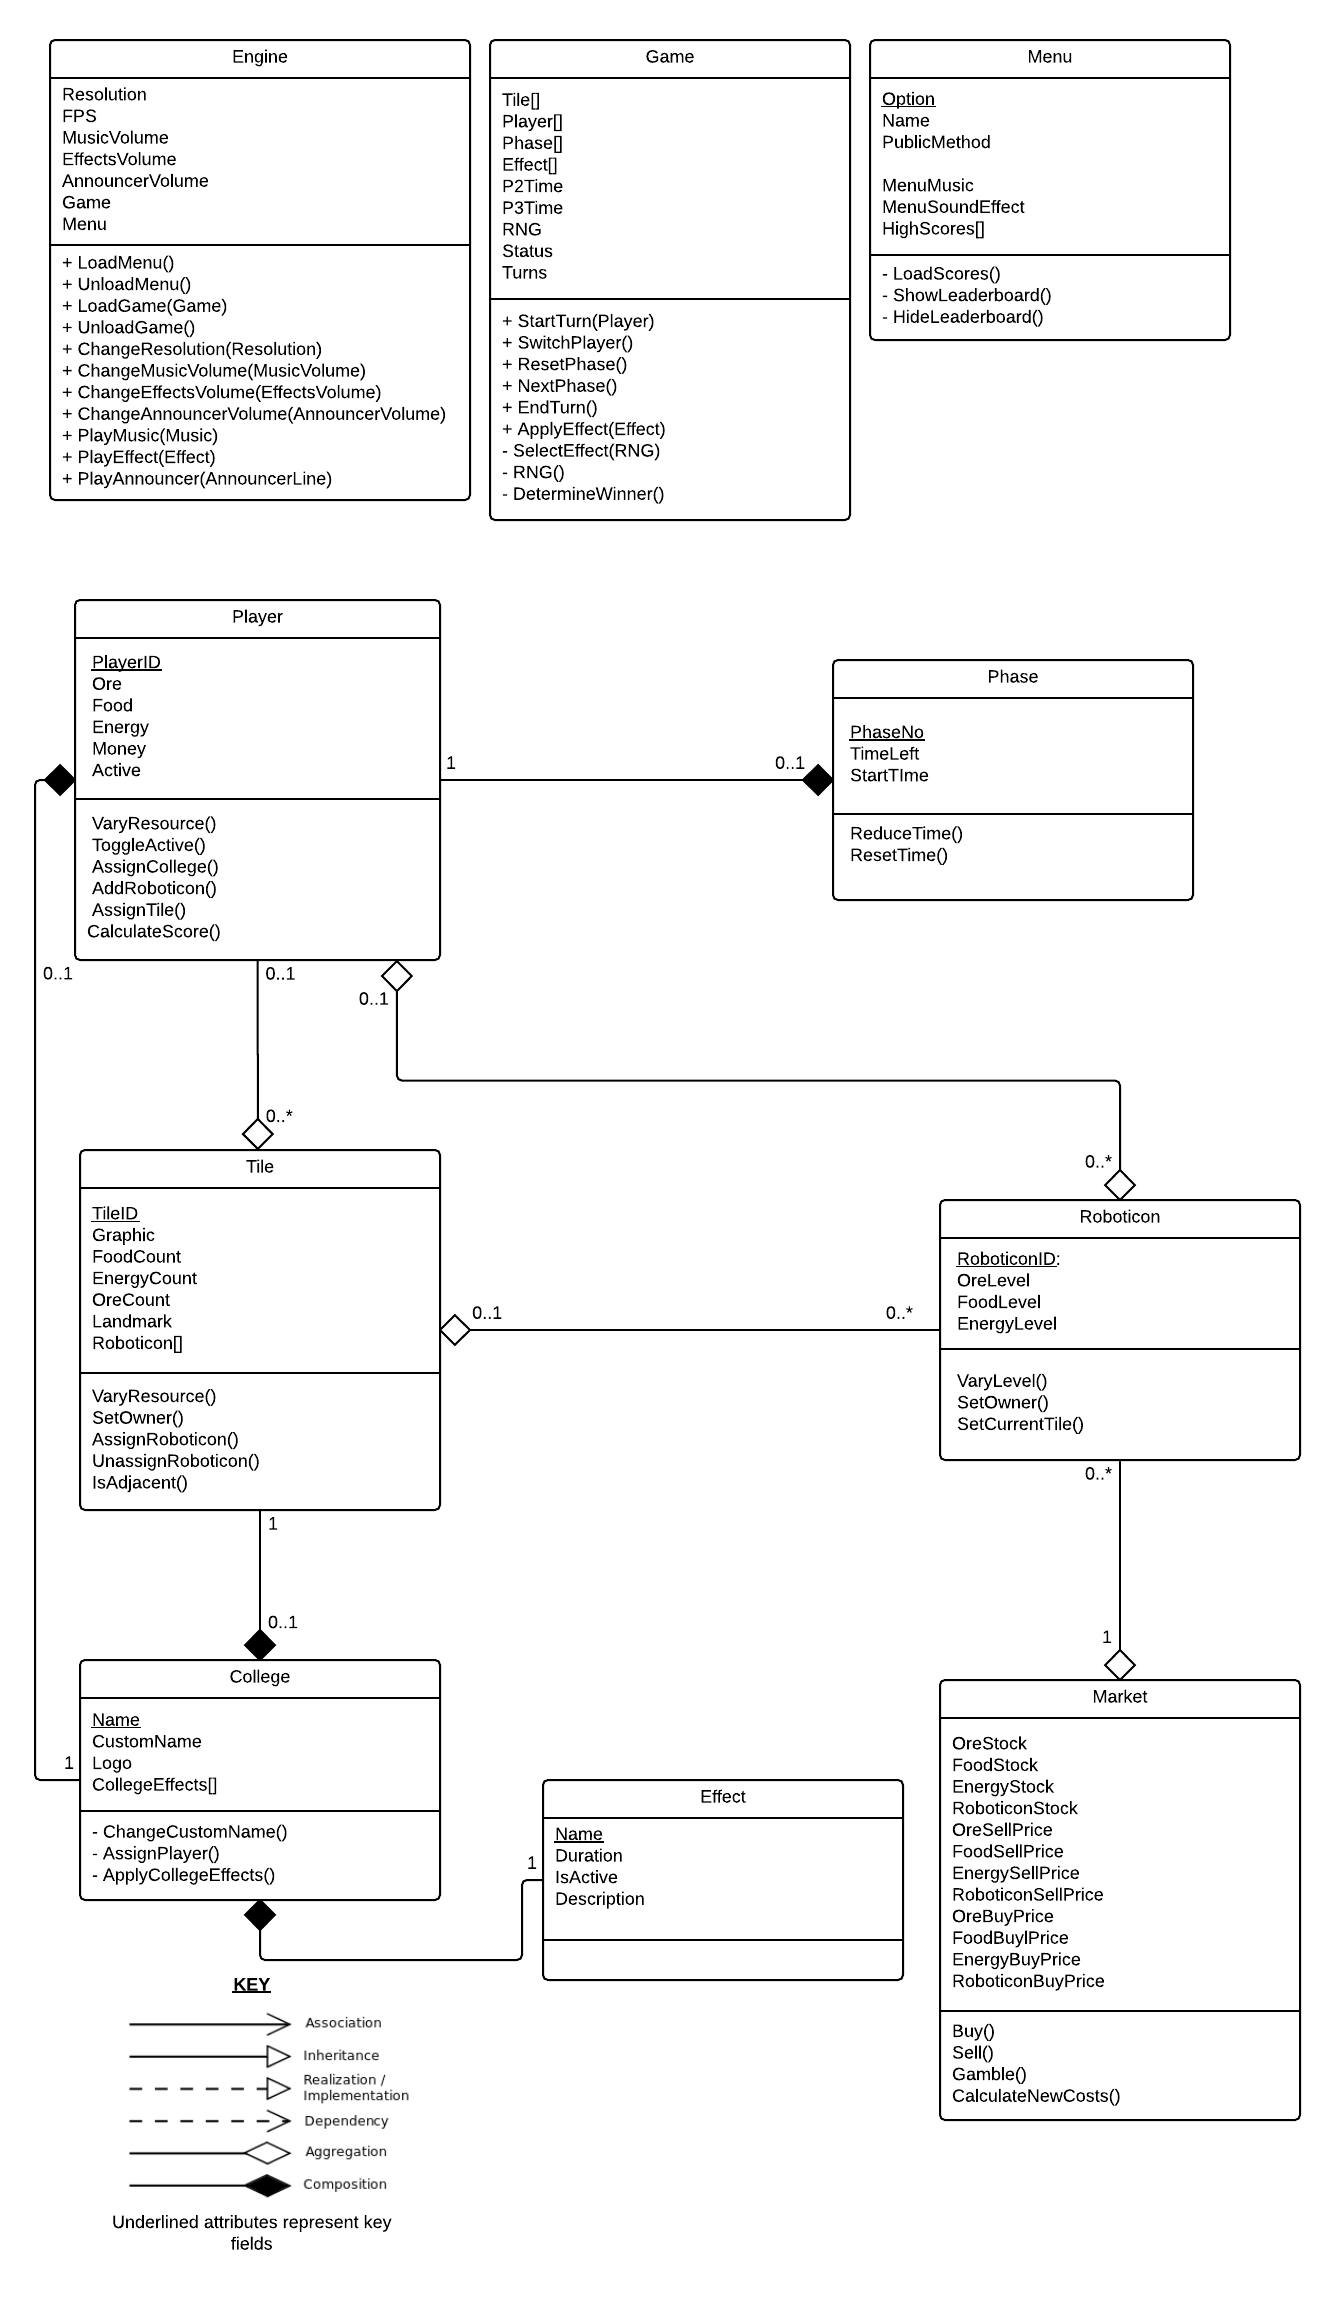 Engine
Resolution
FPS
MusicVolume
EffectsVolume
AnnouncerVolume
Game
Menu
+ LoadMenu()
+ UnloadMenu()
+ LoadGame(Game)
+ UnloadGame()
+ ChangeResolution(Resolution)
+ ChangeMusicVolume(MusicVolume)
+ ChangeEffectsVolume(EffectsVolume)
+ ChangeAnnouncerVolume(AnnouncerVolume)
+ PlayMusic(Music)
+ PlayEffect(Effect)
+ PlayAnnouncer(AnnouncerLine)
Game
Tile[]
Player[]
Phase[]
Effect[]
P2Time
P3Time
RNG
Status
Turns
+ StartTurn(Player)
+ SwitchPlayer()
+ ResetPhase()
+ NextPhase()
+ EndTurn()
+ ApplyEffect(Effect)
- SelectEffect(RNG)
- RNG()
- DetermineWinner()
Menu
Option
Name
PublicMethod
MenuMusic
MenuSoundEffect
HighScores[]
- LoadScores()
- ShowLeaderboard()
- HideLeaderboard()
Player
PlayerID
Ore
Food
Energy
Money
Active
VaryResource()
ToggleActive()
AssignCollege()
AddRoboticon()
AssignTile()
CalculateScore()
1
0..1
Phase
PhaseNo
TimeLeft
StartTIme
ReduceTime()
ResetTime()
0..1
0..1
0..1
0..*
0..*
Tile
TileID
Graphic
FoodCount
EnergyCount
OreCount
Landmark
Roboticon[]
VaryResource()
SetOwner()
AssignRoboticon()
UnassignRoboticon()
IsAdjacent()
0..1
0..*
Roboticon
RoboticonID:
OreLevel
FoodLevel
EnergyLevel
VaryLevel()
SetOwner()
SetCurrentTile()
0..*
1
1
0..1
College
Name
CustomName
Logo
CollegeEffects[]
- ChangeCustomName()
- AssignPlayer()
- ApplyCollegeEffects()
1
1
Effect
Name
Duration
IsActive
Description
Market
OreStock
FoodStock
EnergyStock
RoboticonStock
OreSellPrice
FoodSellPrice
EnergySellPrice
RoboticonSellPrice
OreBuyPrice
FoodBuylPrice
EnergyBuyPrice
RoboticonBuyPrice
Buy()
Sell()
Gamble()
CalculateNewCosts()
KEY
Association
Inheritance
Realization /
Implementation
Dependency
Aggregation
Composition
Underlined attributes represent key
fields